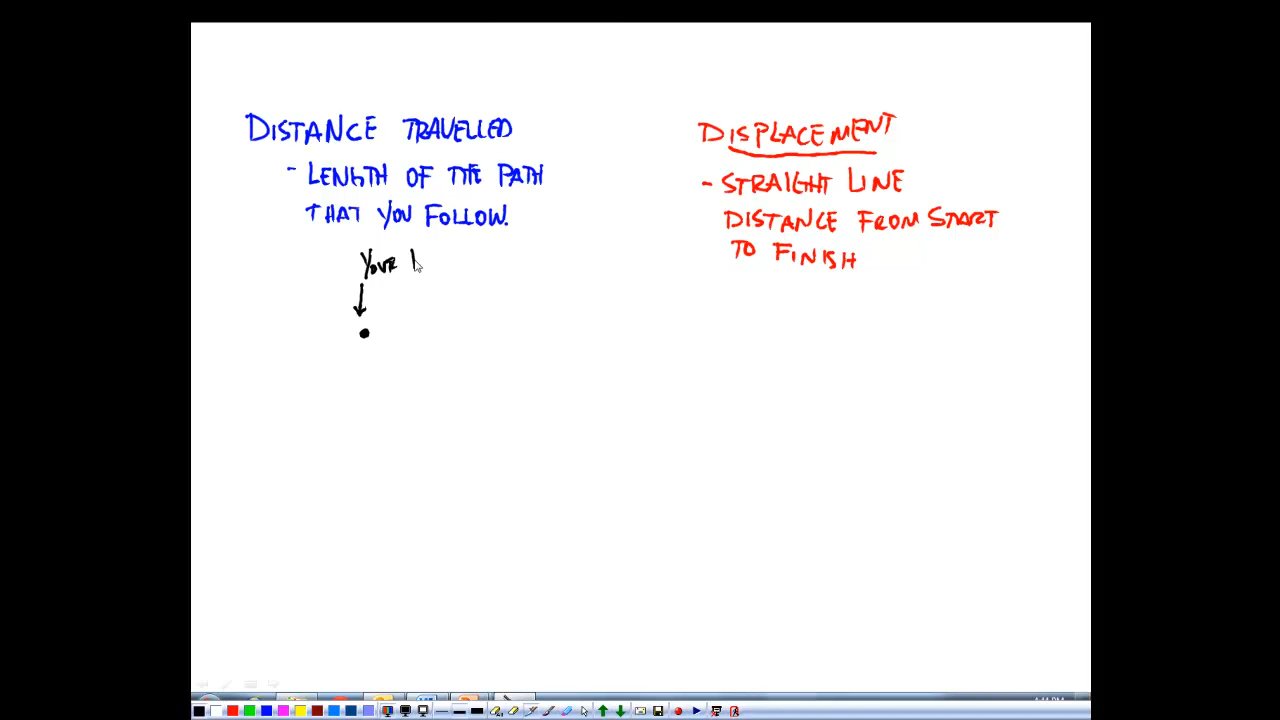 DISTANCE TRAVELLED
- LENGTH OF THE PATH
THAT YOU FOLLOW.
YOUR
DISPLACEMENT
- STRAIGHT LINE
DISTANCE FROM START
TO FINISH